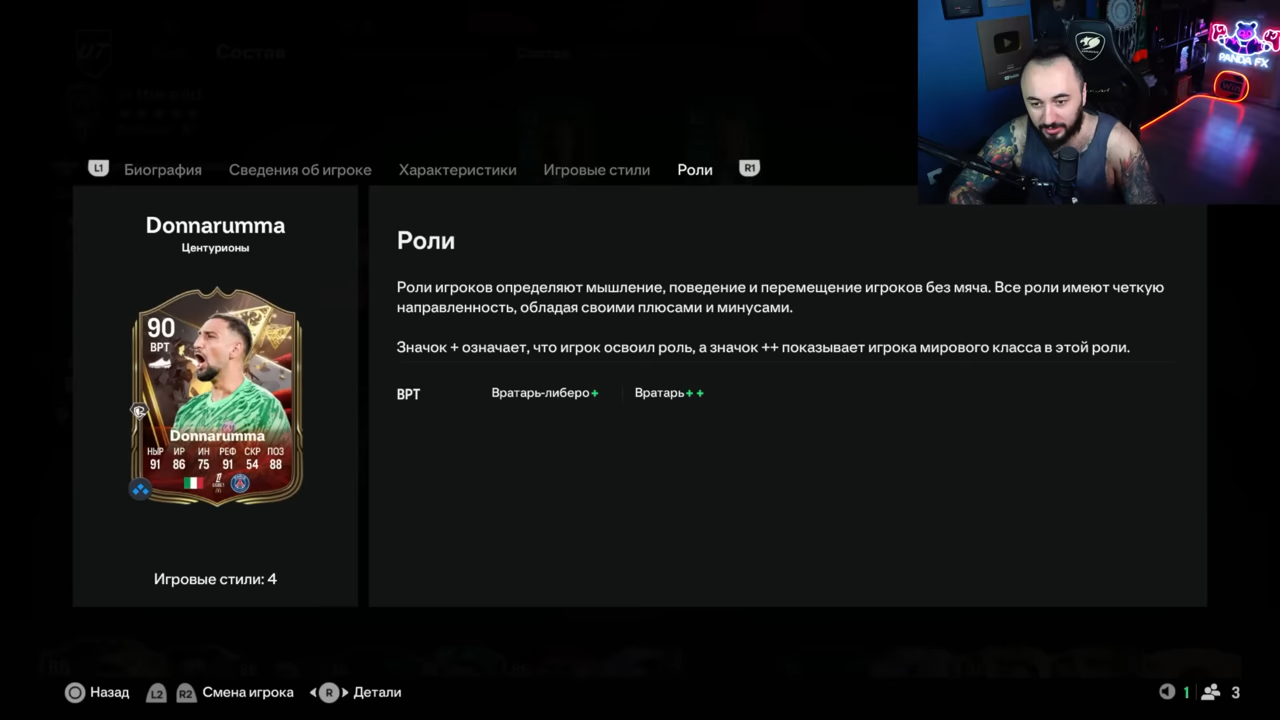 Состав
PANDA FX
L1
Биография
Сведения об игроке
Характеристики
Игровые стили
Роли
R1
Donnarumma
Центурионы
90
ВРТ
Donnarumma
НЫР ИР ИН РЕФ СКР ПОЗ
91 86 75 91 54 88
Игровые стили: 4
Роли
Роли игроков определяют мышление, поведение и перемещение игроков без мяча. Все роли имеют четкую
направленность, обладая своими плюсами и минусами.
Значок + означает, что игрок освоил роль, а значок ++ показывает игрока мирового класса в этой роли.
ВРТ
Вратарь-либеро+
Вратарь++
Назад
L2 R2 Смена игрока
R Детали
1
3